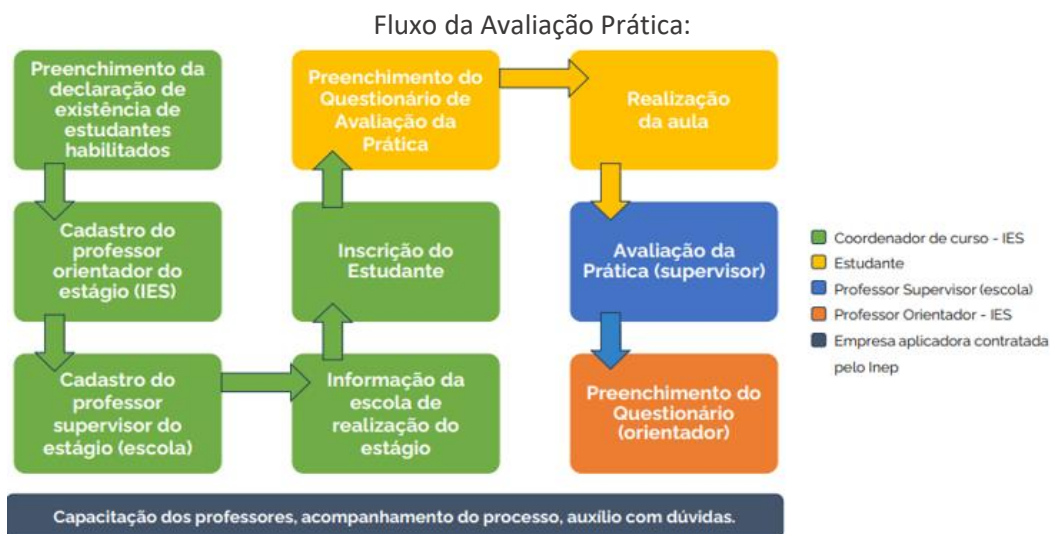 Fluxo da Avaliação Prática:
Preenchimento da
declaração de
existência de
estudantes
habilitados
Cadastro do
professor
orientador do
estágio (IES)
Cadastro do
professor
supervisor do
estágio (escola)
Informação da
escola de
realização do
estágio
Inscrição do
Estudante
Preenchimento do
Questionário de
Avaliação da
Prática
Realização
da aula
Avaliação da
Prática (supervisor)
Preenchimento do
Questionário
(orientador)
Coordenador de curso - IES
Estudante
Professor Supervisor (escola)
Professor Orientador - IES
Empresa aplicadora contratada
pelo Inep
Capacitação dos professores, acompanhamento do processo, auxílio com dúvidas.